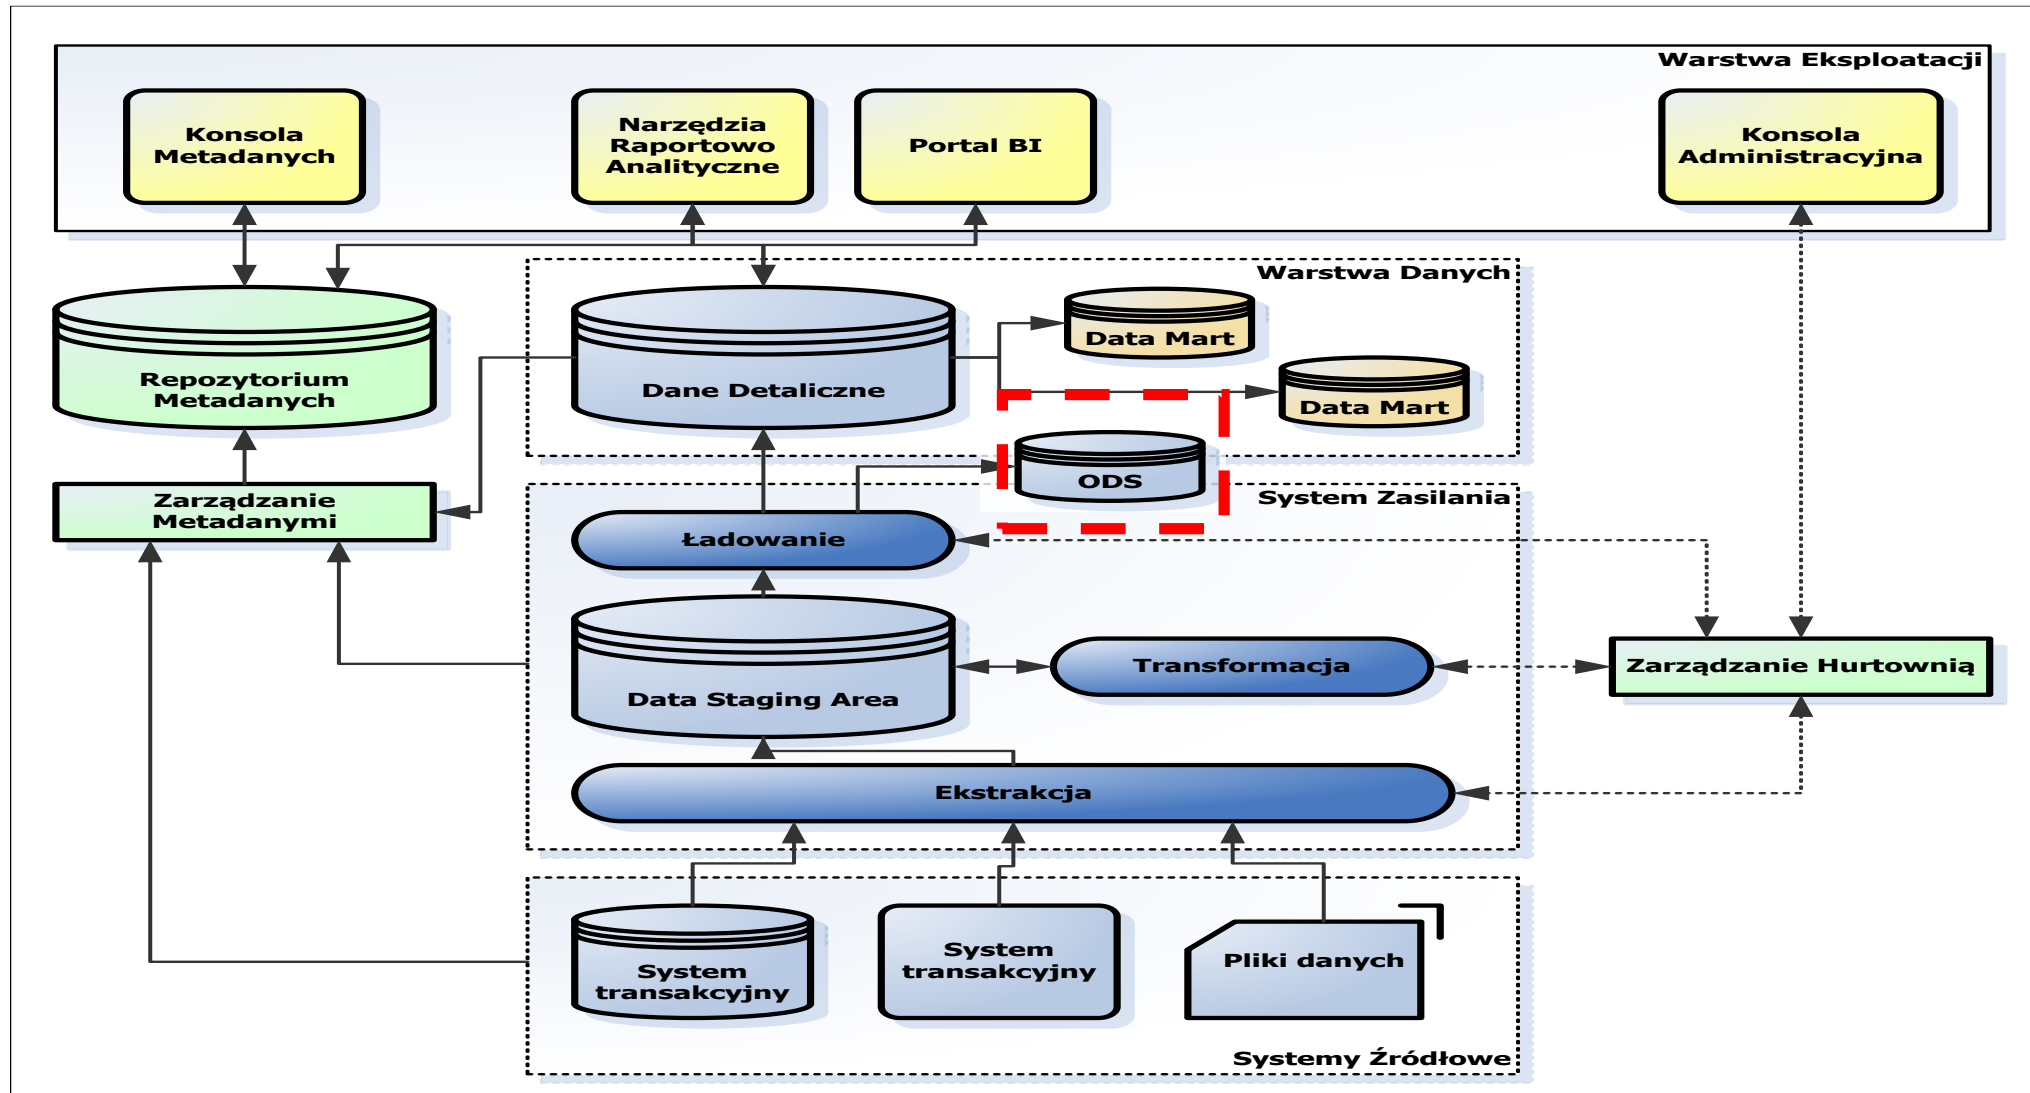 Warstwa Eksploatacji
Konsola
Metadanych
Narzędzia
Raportowo
Analityczne
Portal BI
Konsola
Administracyjna
Warstwa Danych
Repozytorium
Metadanych
Dane Detaliczne
Data Mart
Data Mart
ODS
Zarządzanie
Metadanymi
System Zasilania
Ładowanie
Data Staging Area
Transformacja
Zarządzanie Hurtownią
Ekstrakcja
System
transakcyjny
System
transakcyjny
Pliki danych
Systemy Źródłowe